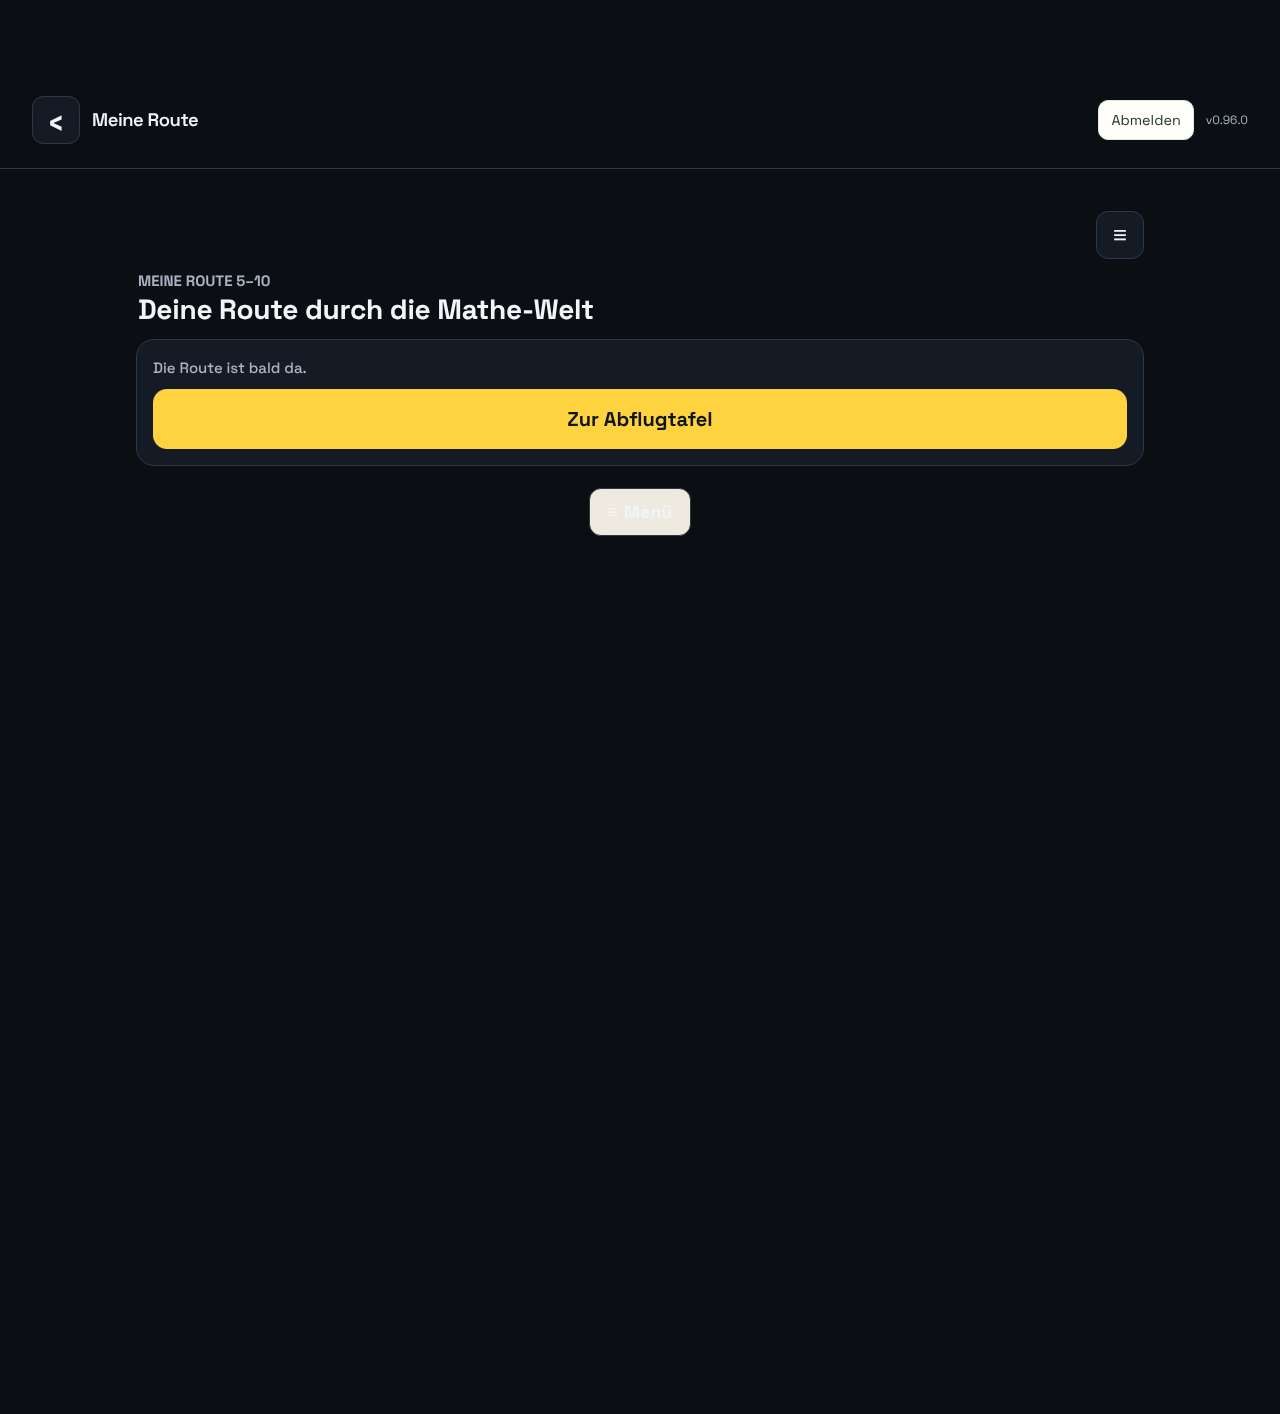 <
Meine Route
Abmelden
v0.96.0
≡
MEINE ROUTE 5–10
Deine Route durch die Mathe-Welt
Die Route ist bald da.
Zur Abflugtafel
≡ Menü